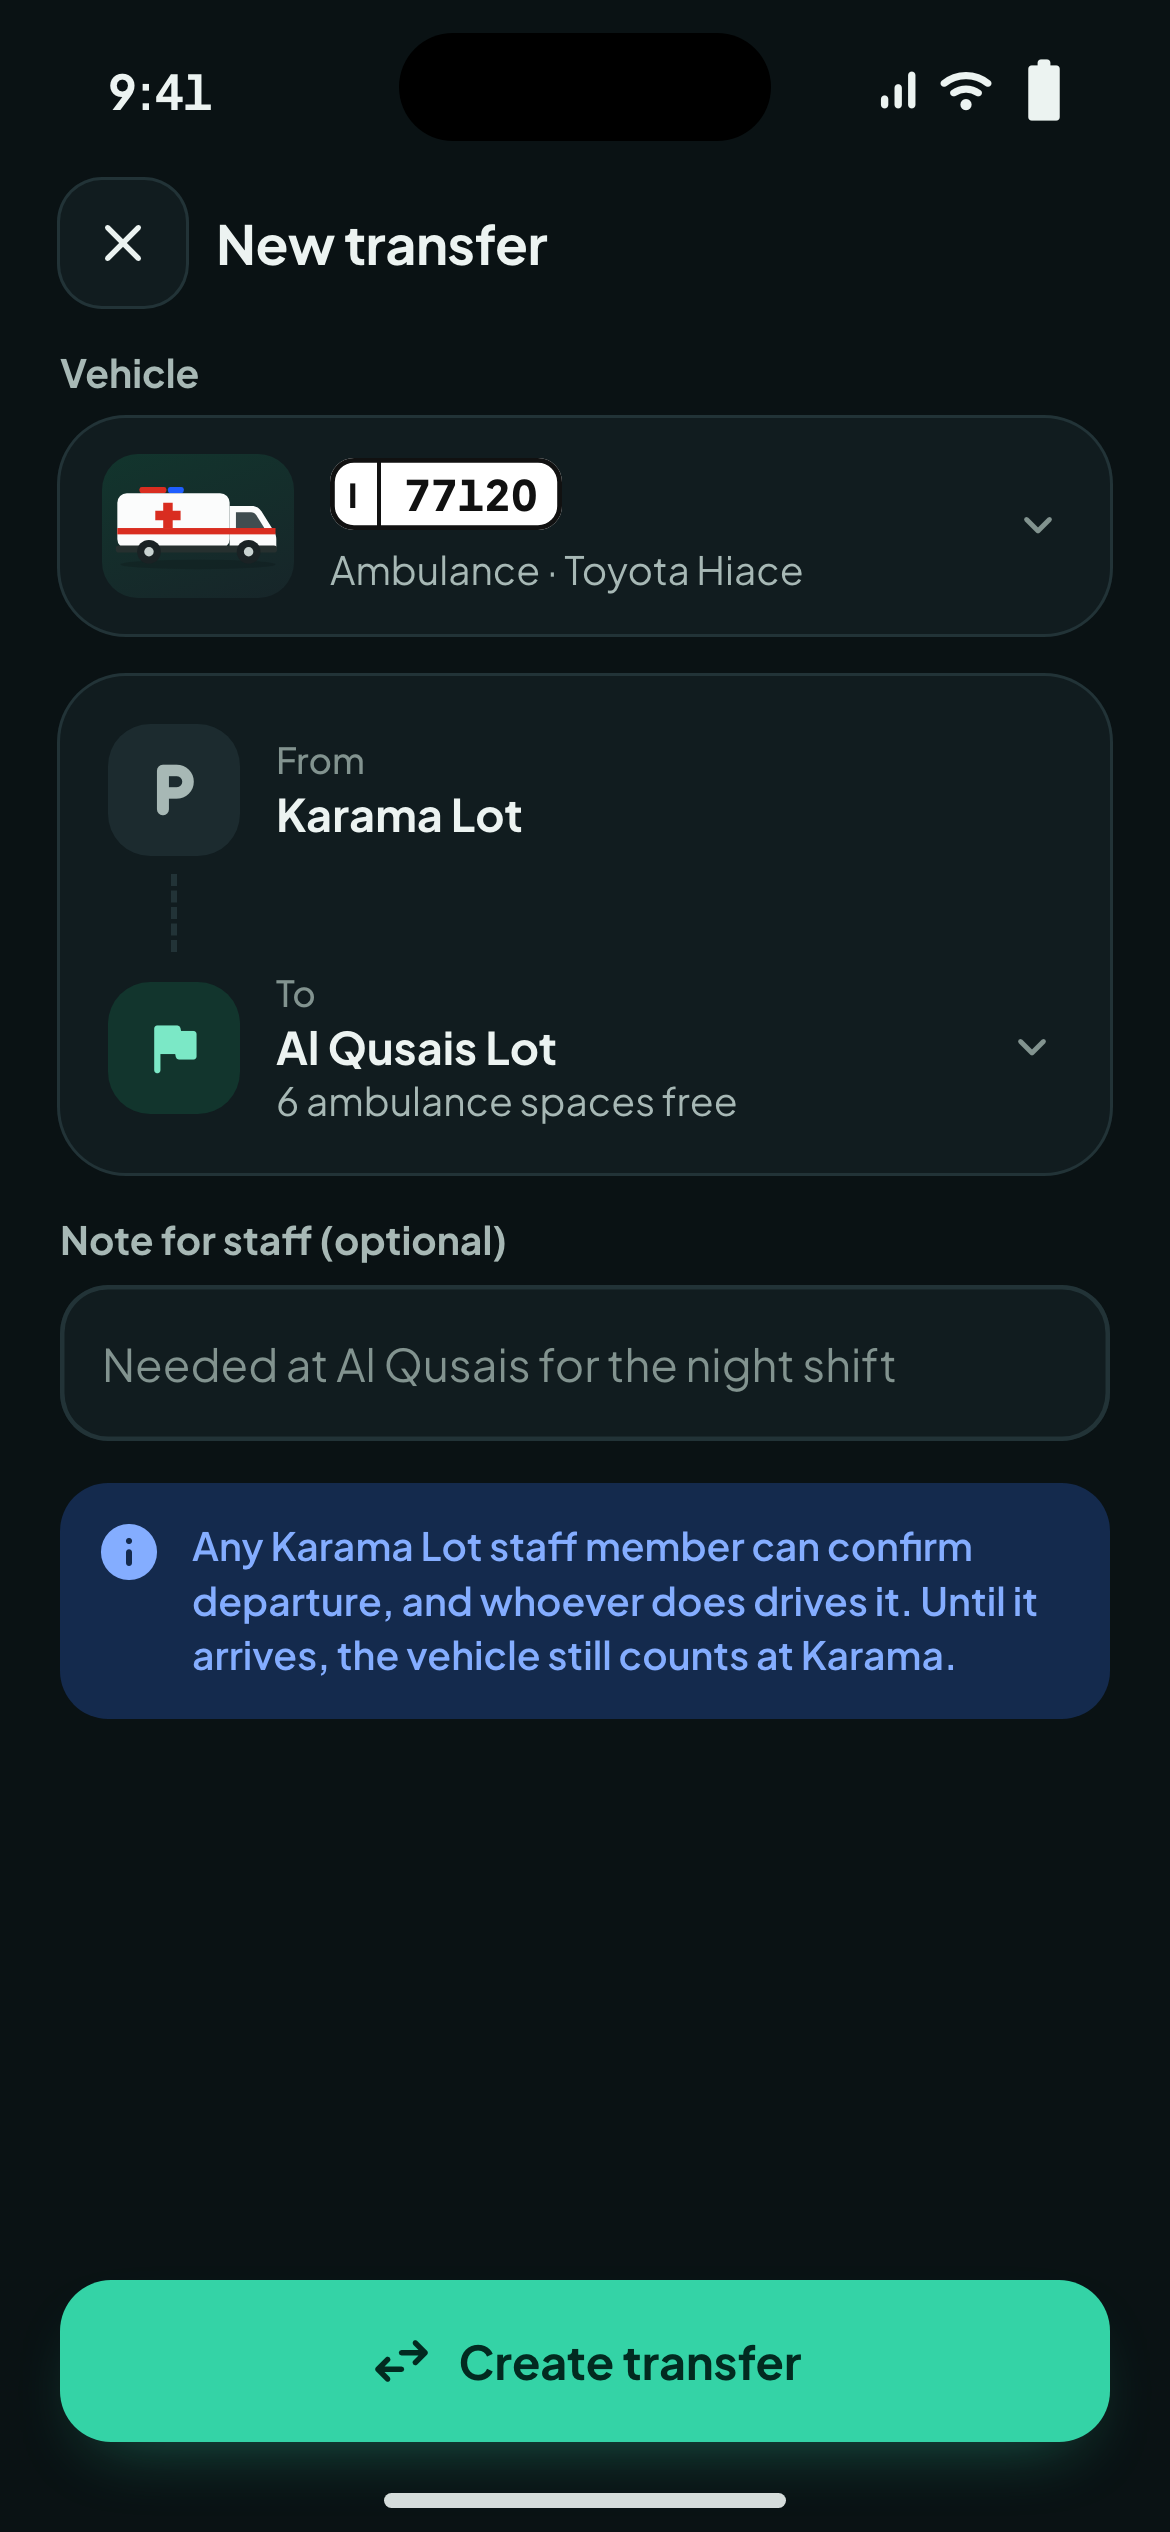 9:41
New transfer
Vehicle
I 77120
Ambulance · Toyota Hiace
P
From
Karama Lot
To
Al Qusais Lot
6 ambulance spaces free
Note for staff (optional)
Needed at Al Qusais for the night shift
Any Karama Lot staff member can confirm
departure, and whoever does drives it. Until it
arrives, the vehicle still counts at Karama.
Create transfer